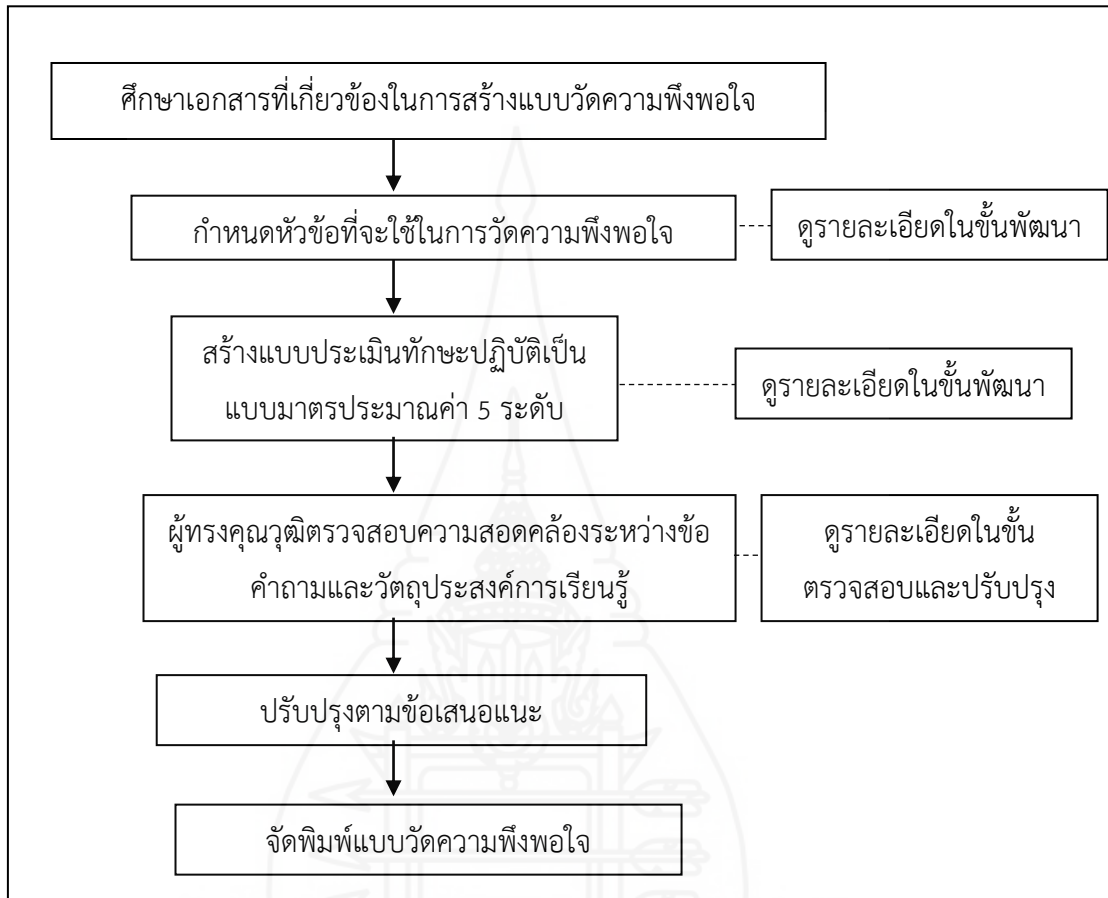 ศึกษาเอกสารที่เกี่ยวข้องในการสร้างแบบวัดความพึงพอใจ
กำหนดหัวข้อที่จะใช้ในการวัดความพึงพอใจ
ดูรายละเอียดในขั้นพัฒนา
สร้างแบบประเมินทักษะปฏิบัติเป็น
แบบมาตรประมาณค่า 5 ระดับ
ดูรายละเอียดในขั้นพัฒนา
ผู้ทรงคุณวุฒิตรวจสอบความสอดคล้องระหว่างข้อ
คำถามและวัตถุประสงค์การเรียนรู้
ดูรายละเอียดในขั้น
ตรวจสอบและปรับปรุง
ปรับปรุงตามข้อเสนอแนะ
จัดพิมพ์แบบวัดความพึงพอใจ